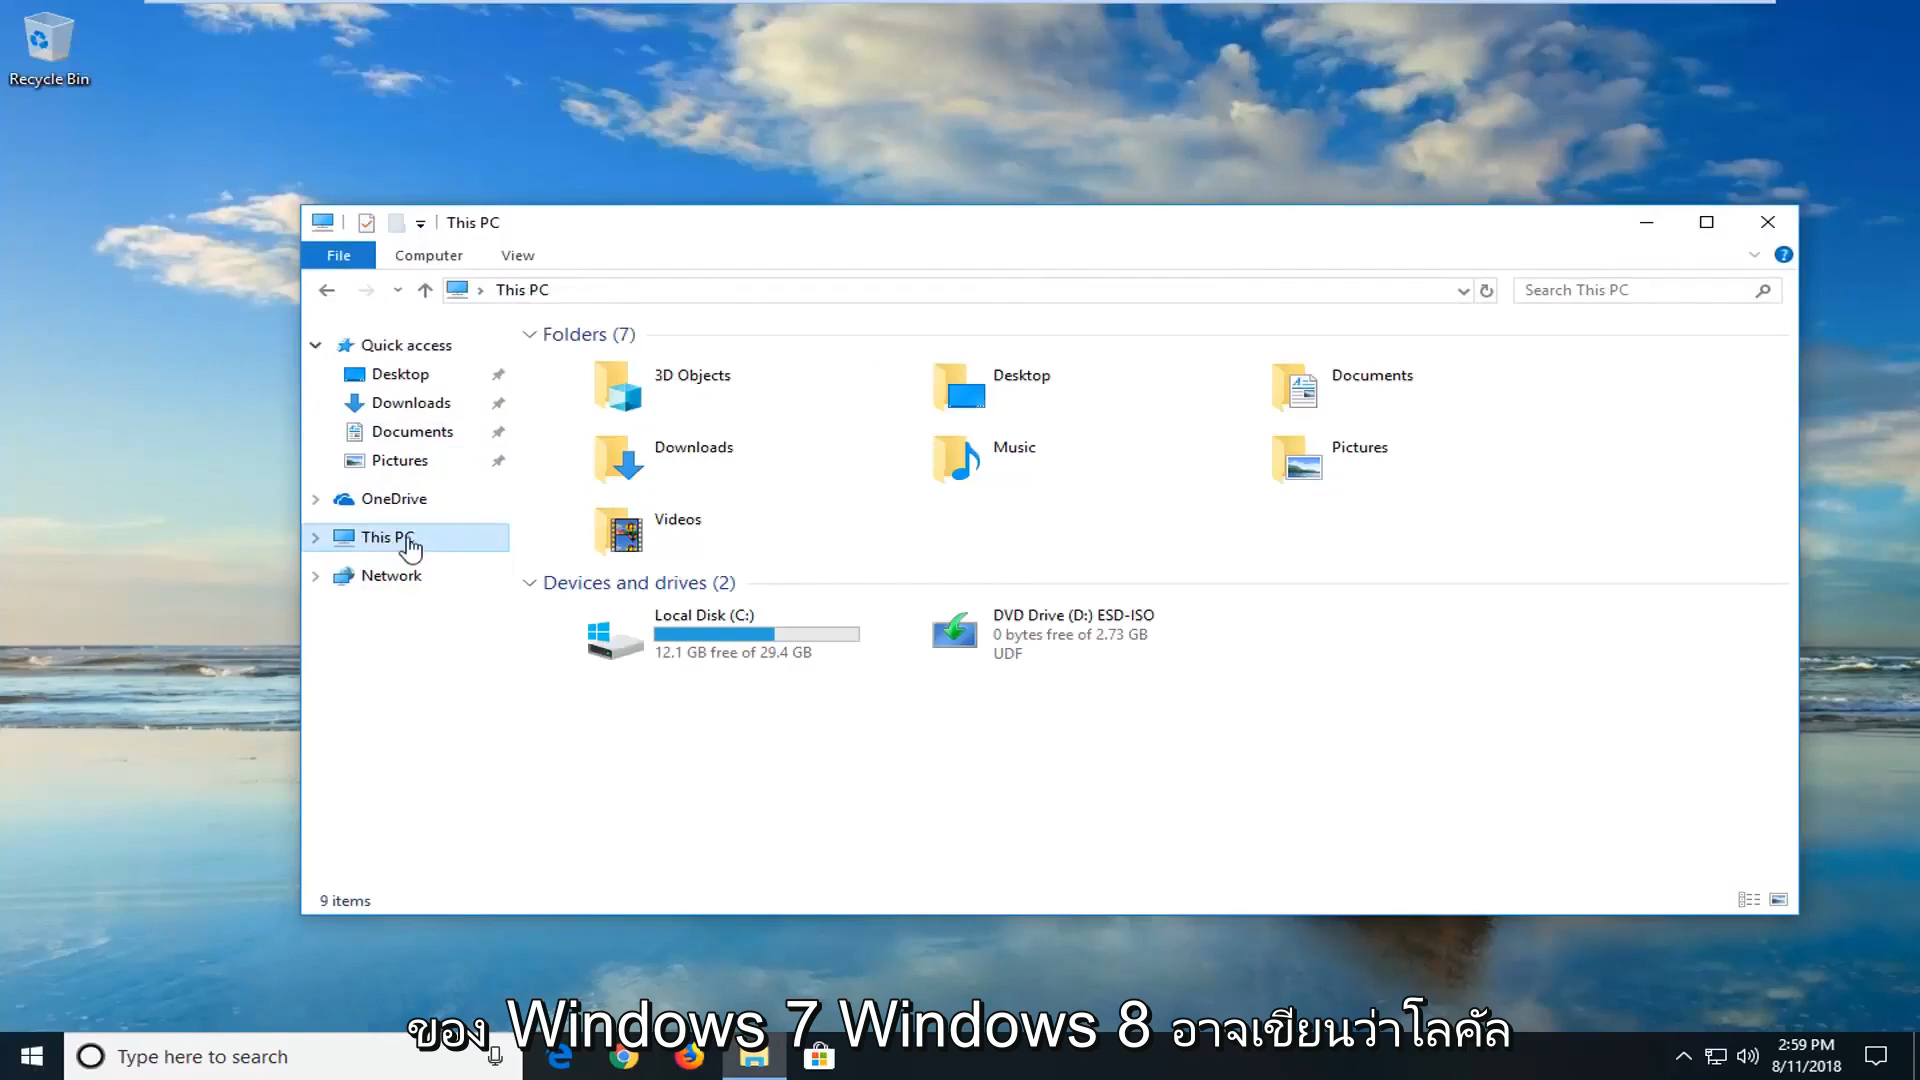 Recycle Bin
This PC
File
Computer
View
This PC
Search This PC
Quick access
Desktop
Downloads
Documents
Pictures
OneDrive
This PC
Network
Folders (7)
3D Objects
Desktop
Documents
Downloads
Music
Pictures
Videos
Devices and drives (2)
Local Disk (C:)
12.1 GB free of 29.4 GB
DVD Drive (D:) ESD-ISO
0 bytes free of 2.73 GB
UDF
9 items
ของ Windows 7 Windows 8 อาจเขียนว่าโลคัล
Type here to search
2:59 PM
8/11/2018